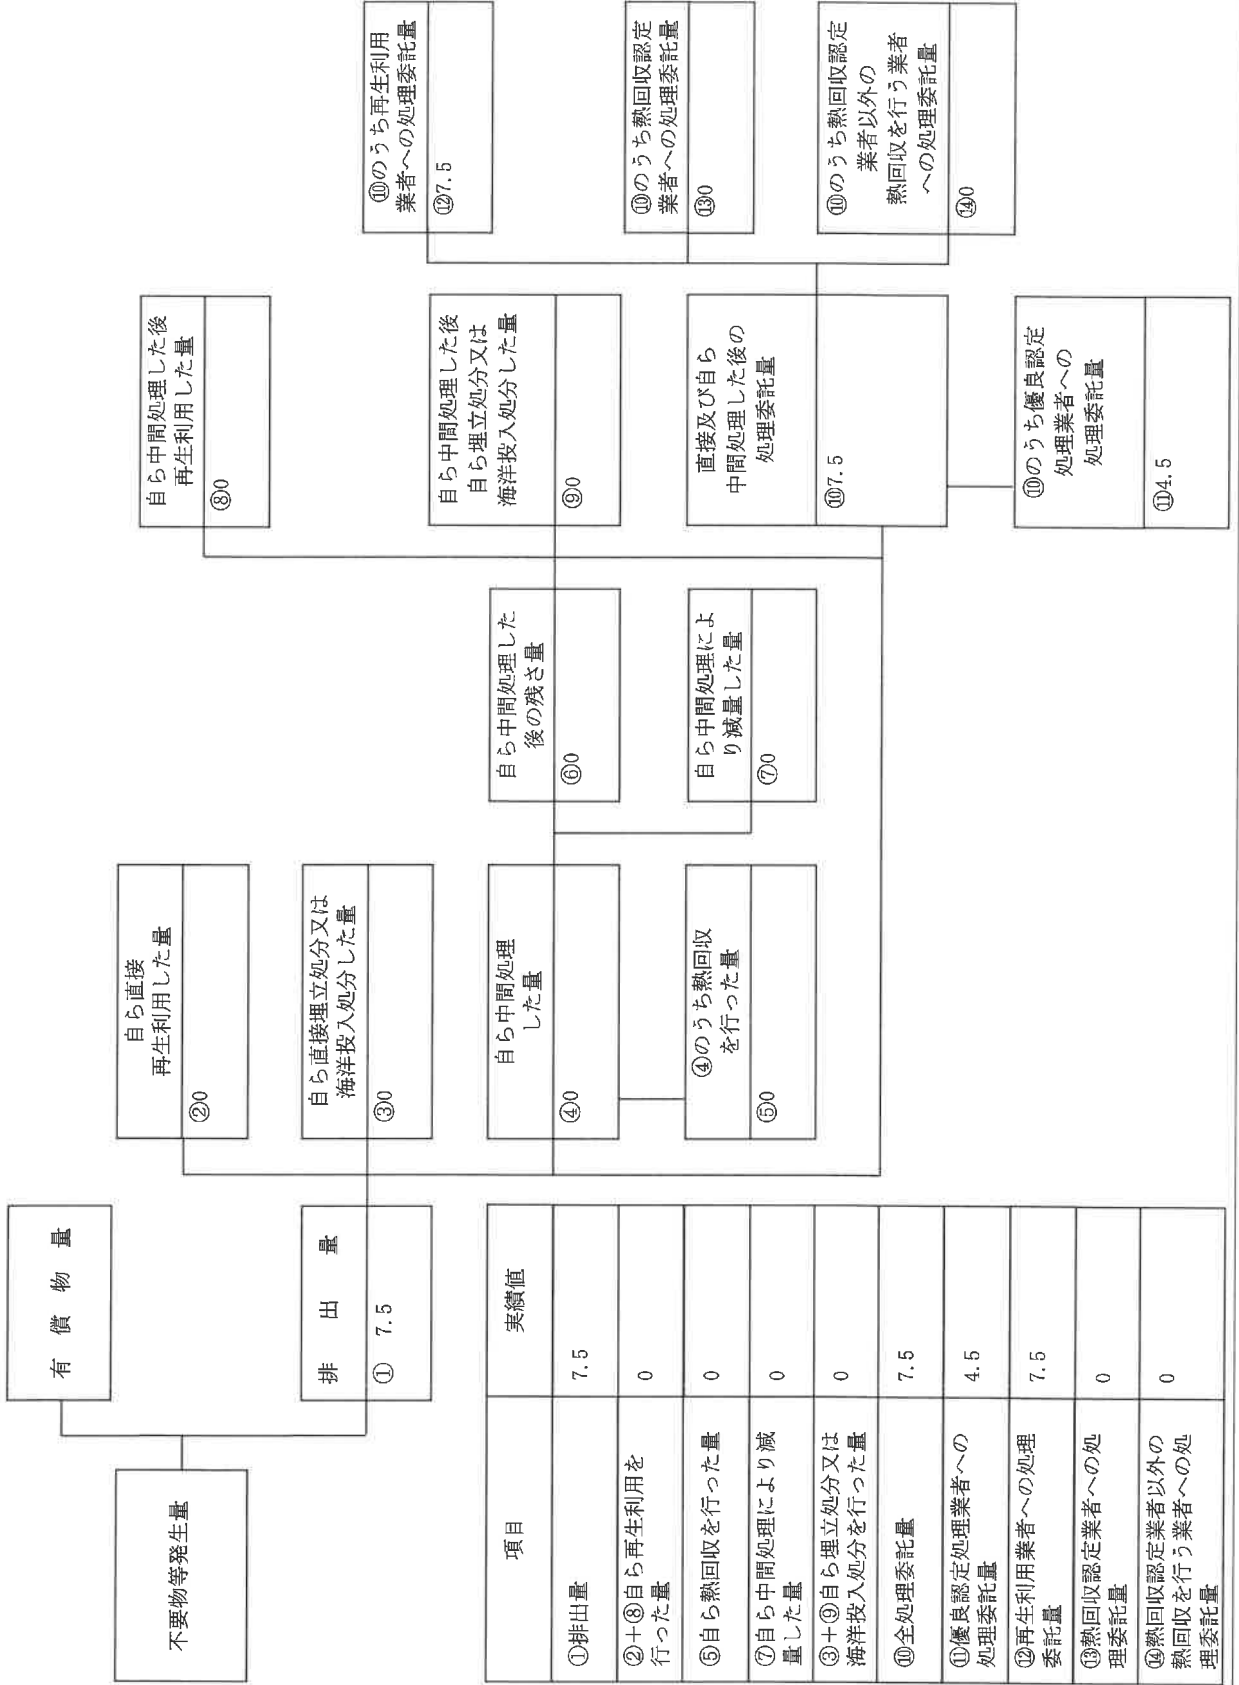 不要物等発生量
有償物量
排出量
① 7.5
自ら直接
再生利用した量
②0
自ら直接埋立処分又は
海洋投入処分した量
③0
自ら中間処理
した量
④0
④のうち熱回収
を行った量
⑤0
自ら中間処理した
後の残さ量
⑥0
自ら中間処理によ
り減量した量
⑦0
自ら中間処理した後
再生利用した量
⑧0
自ら中間処理した後
自ら埋立処分又は
海洋投入処分した量
⑨0
直接及び自ら
中間処理した後の
処理委託量
⑩7.5
⑩のうち優良認定
処理業者への
処理委託量
⑪4.5
⑩のうち再生利用
業者への処理委託量
⑫7.5
⑩のうち熱回収認定
業者への処理委託量
⑬0
⑩のうち熱回収認定
業者以外の
熱回収を行う業者
への処理委託量
⑭0
項目 実績値
①排出量 7.5
②+⑧自ら再生利用を
行った量 0
⑤自ら熱回収を行った量 0
⑦自ら中間処理により減
量した量 0
③+⑨自ら埋立処分又は
海洋投入処分を行った量 0
⑩全処理委託量 7.5
⑪優良認定処理業者への
処理委託量 4.5
⑫再生利用業者への処理
委託量 7.5
⑬熱回収認定業者への処
理委託量 0
⑭熱回収認定業者以外の
熱回収を行う業者への処
理委託量 0